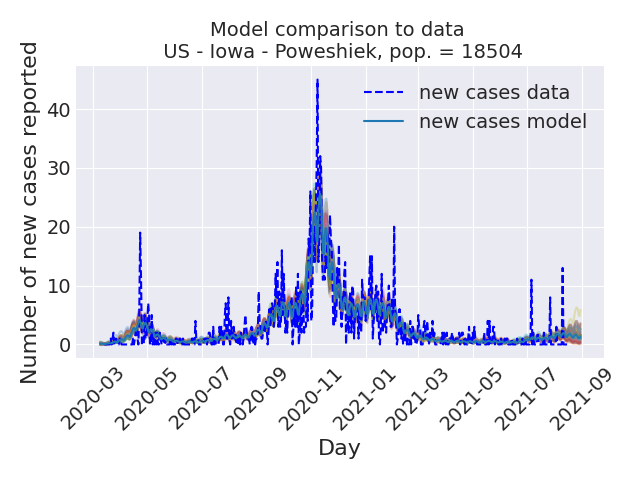 Model comparison to data
US - Iowa - Poweshiek, pop. = 18504
Number of new cases reported
40
30
20
10
0
new cases data
new cases model
2020-03
2020-05
2020-07
2020-09
2020-11
2021-01
2021-03
2021-05
2021-07
2021-09
Day